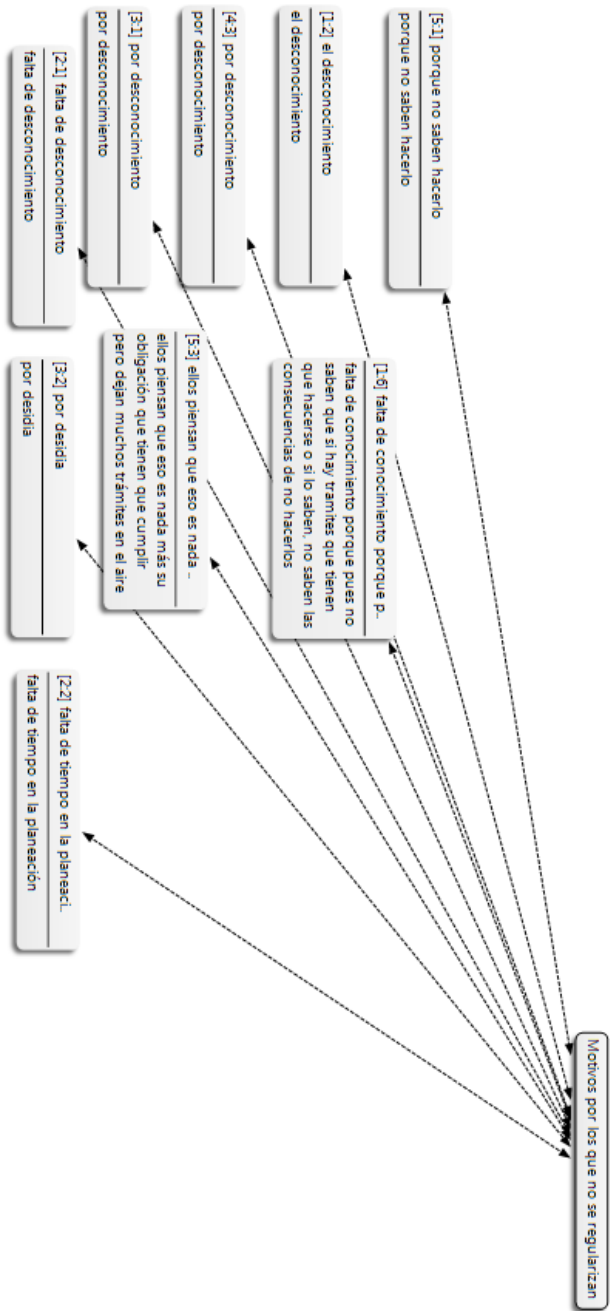 Motivos por los que no se regularizan
[5:1] porque no saben hacerlo
porque no saben hacerlo
[1:2] el desconocimiento
el desconocimiento
[4:3] por desconocimiento
por desconocimiento
[3:1] por desconocimiento
por desconocimiento
[2:1] falta de desconocimiento
falta de desconocimiento
[1:6] falta de conocimiento porque p..
falta de conocimiento porque pues no
saben que si hay tramites que tienen
que hacerse o si lo saben, no saben las
consecuencias de no hacerlos
[5:3] ellos piensan que eso es nada ..
ellos piensan que eso es nada más su
obligación que tienen que cumplir
pero dejan muchos trámites en el aire
[3:2] por desidia
por desidia
[2:2] falta de tiempo en la planeaci..
falta de tiempo en la planeación